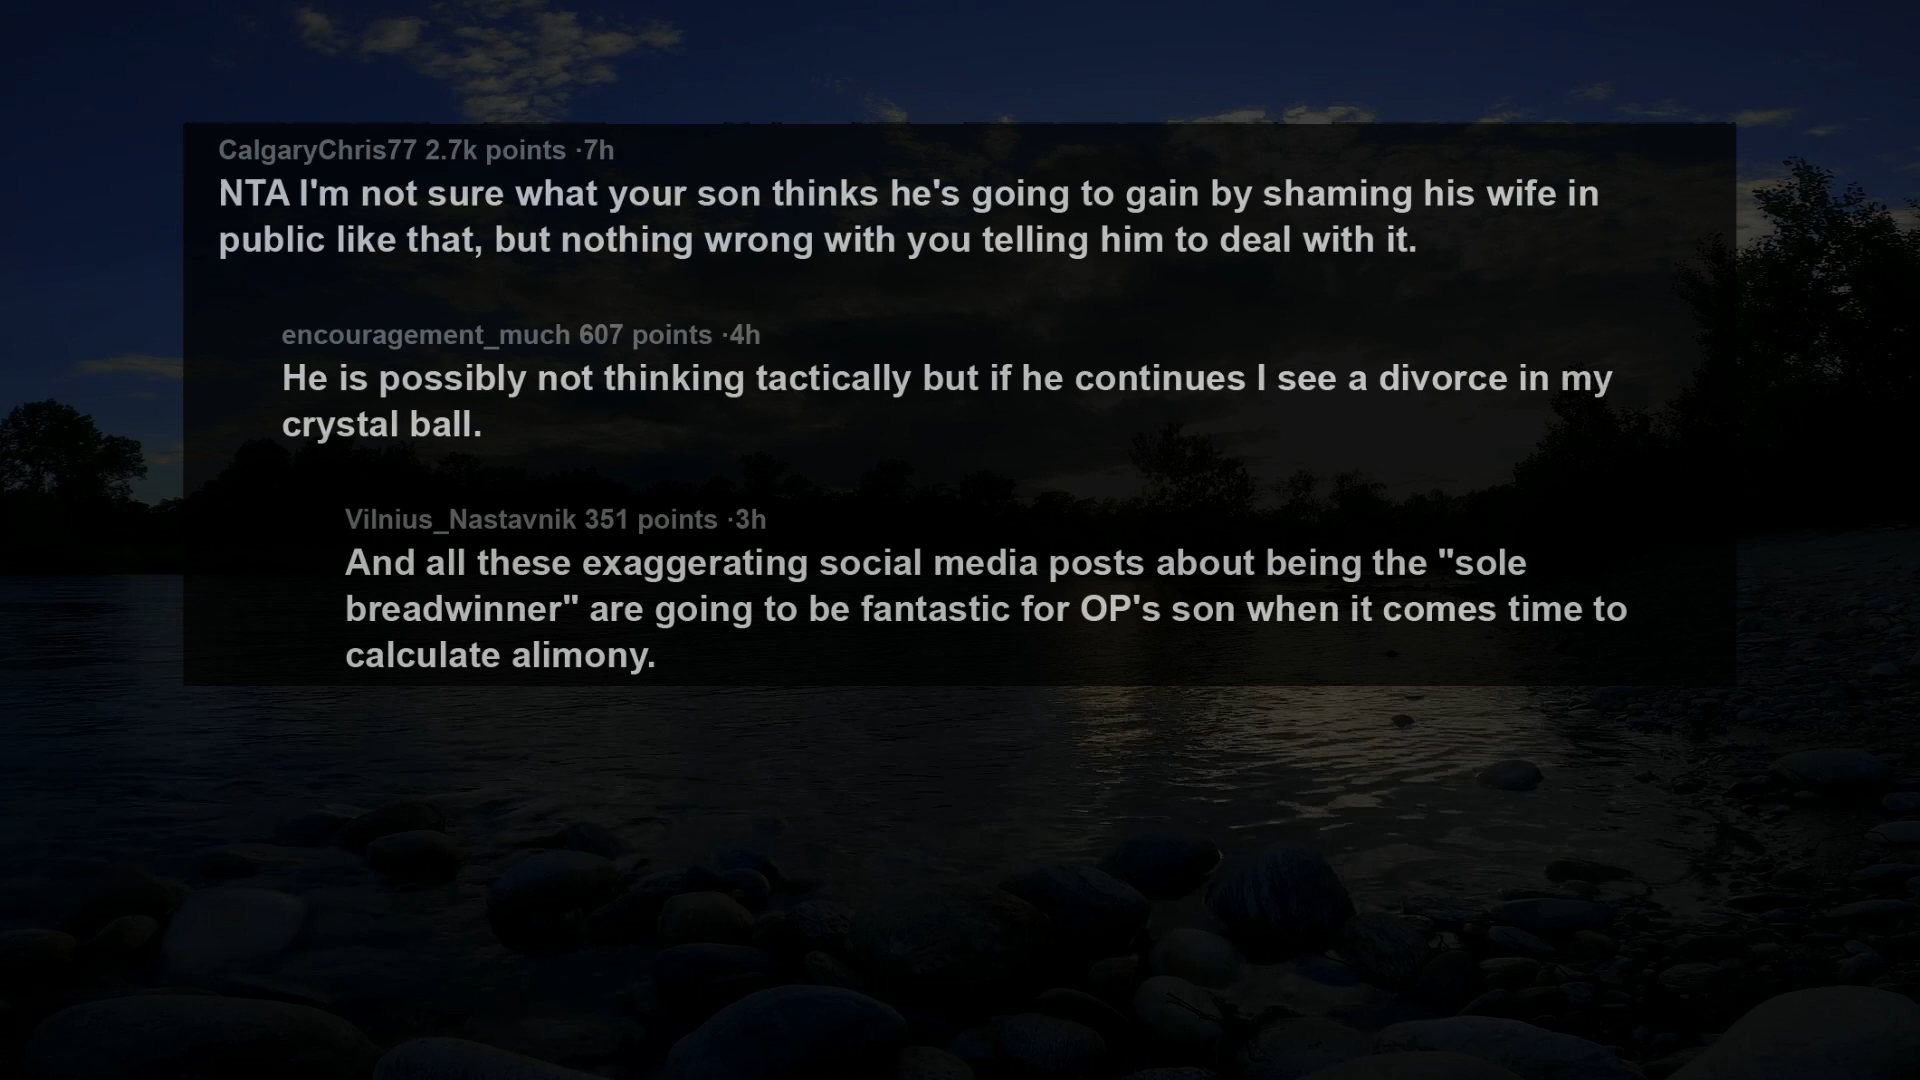 CalgaryChris77 2.7k points ·7h
NTA I'm not sure what your son thinks he's going to gain by shaming his wife in
public like that, but nothing wrong with you telling him to deal with it.
encouragement_much 607 points ·4h
He is possibly not thinking tactically but if he continues I see a divorce in my
crystal ball.
Vilnius_Nastavnik 351 points ·3h
And all these exaggerating social media posts about being the "sole
breadwinner" are going to be fantastic for OP's son when it comes time to
calculate alimony.